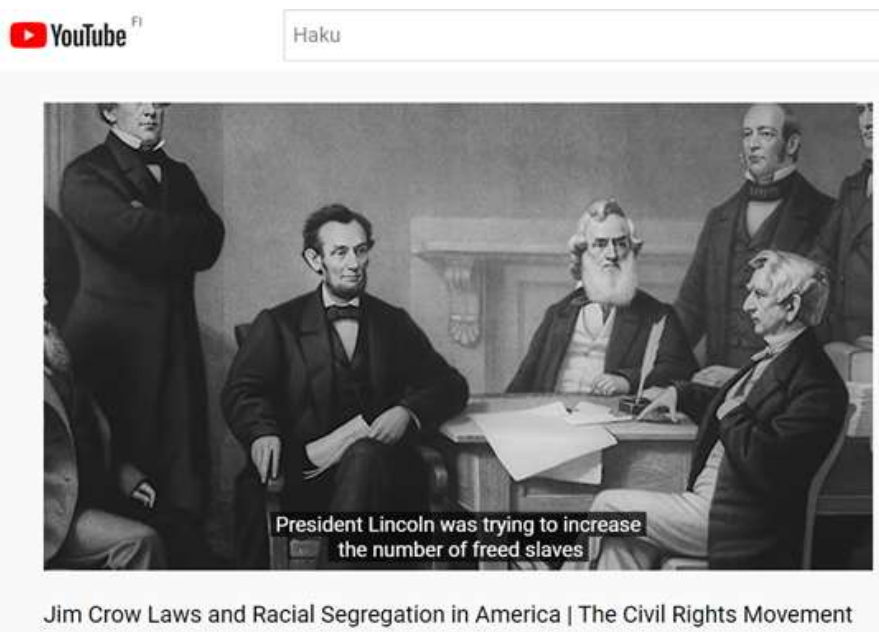 YouTube FI
Haku
President Lincoln was trying to increase
the number of freed slaves
Jim Crow Laws and Racial Segregation in America | The Civil Rights Movement